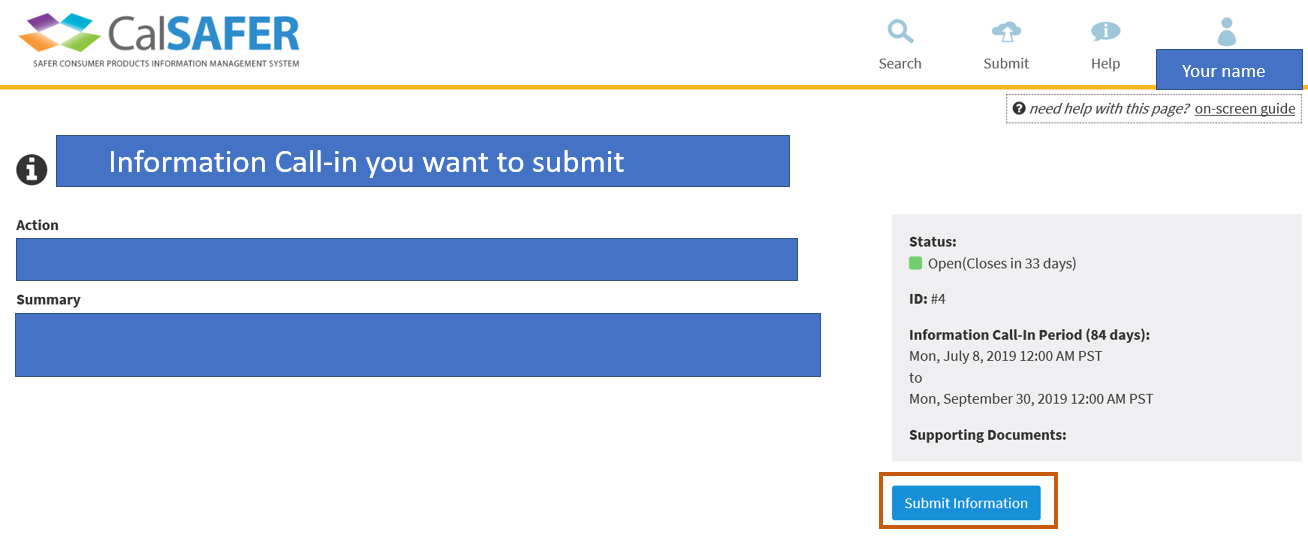 CalSAFER
SAFER CONSUMER PRODUCTS INFORMATION MANAGEMENT SYSTEM
Search
Submit
Help
Your name
need help with this page? on-screen guide
Information Call-in you want to submit
Action
Summary
Status:
Open(Closes in 33 days)
ID: #4
Information Call-In Period (84 days):
Mon, July 8, 2019 12:00 AM PST
to
Mon, September 30, 2019 12:00 AM PST
Supporting Documents:
Submit Information